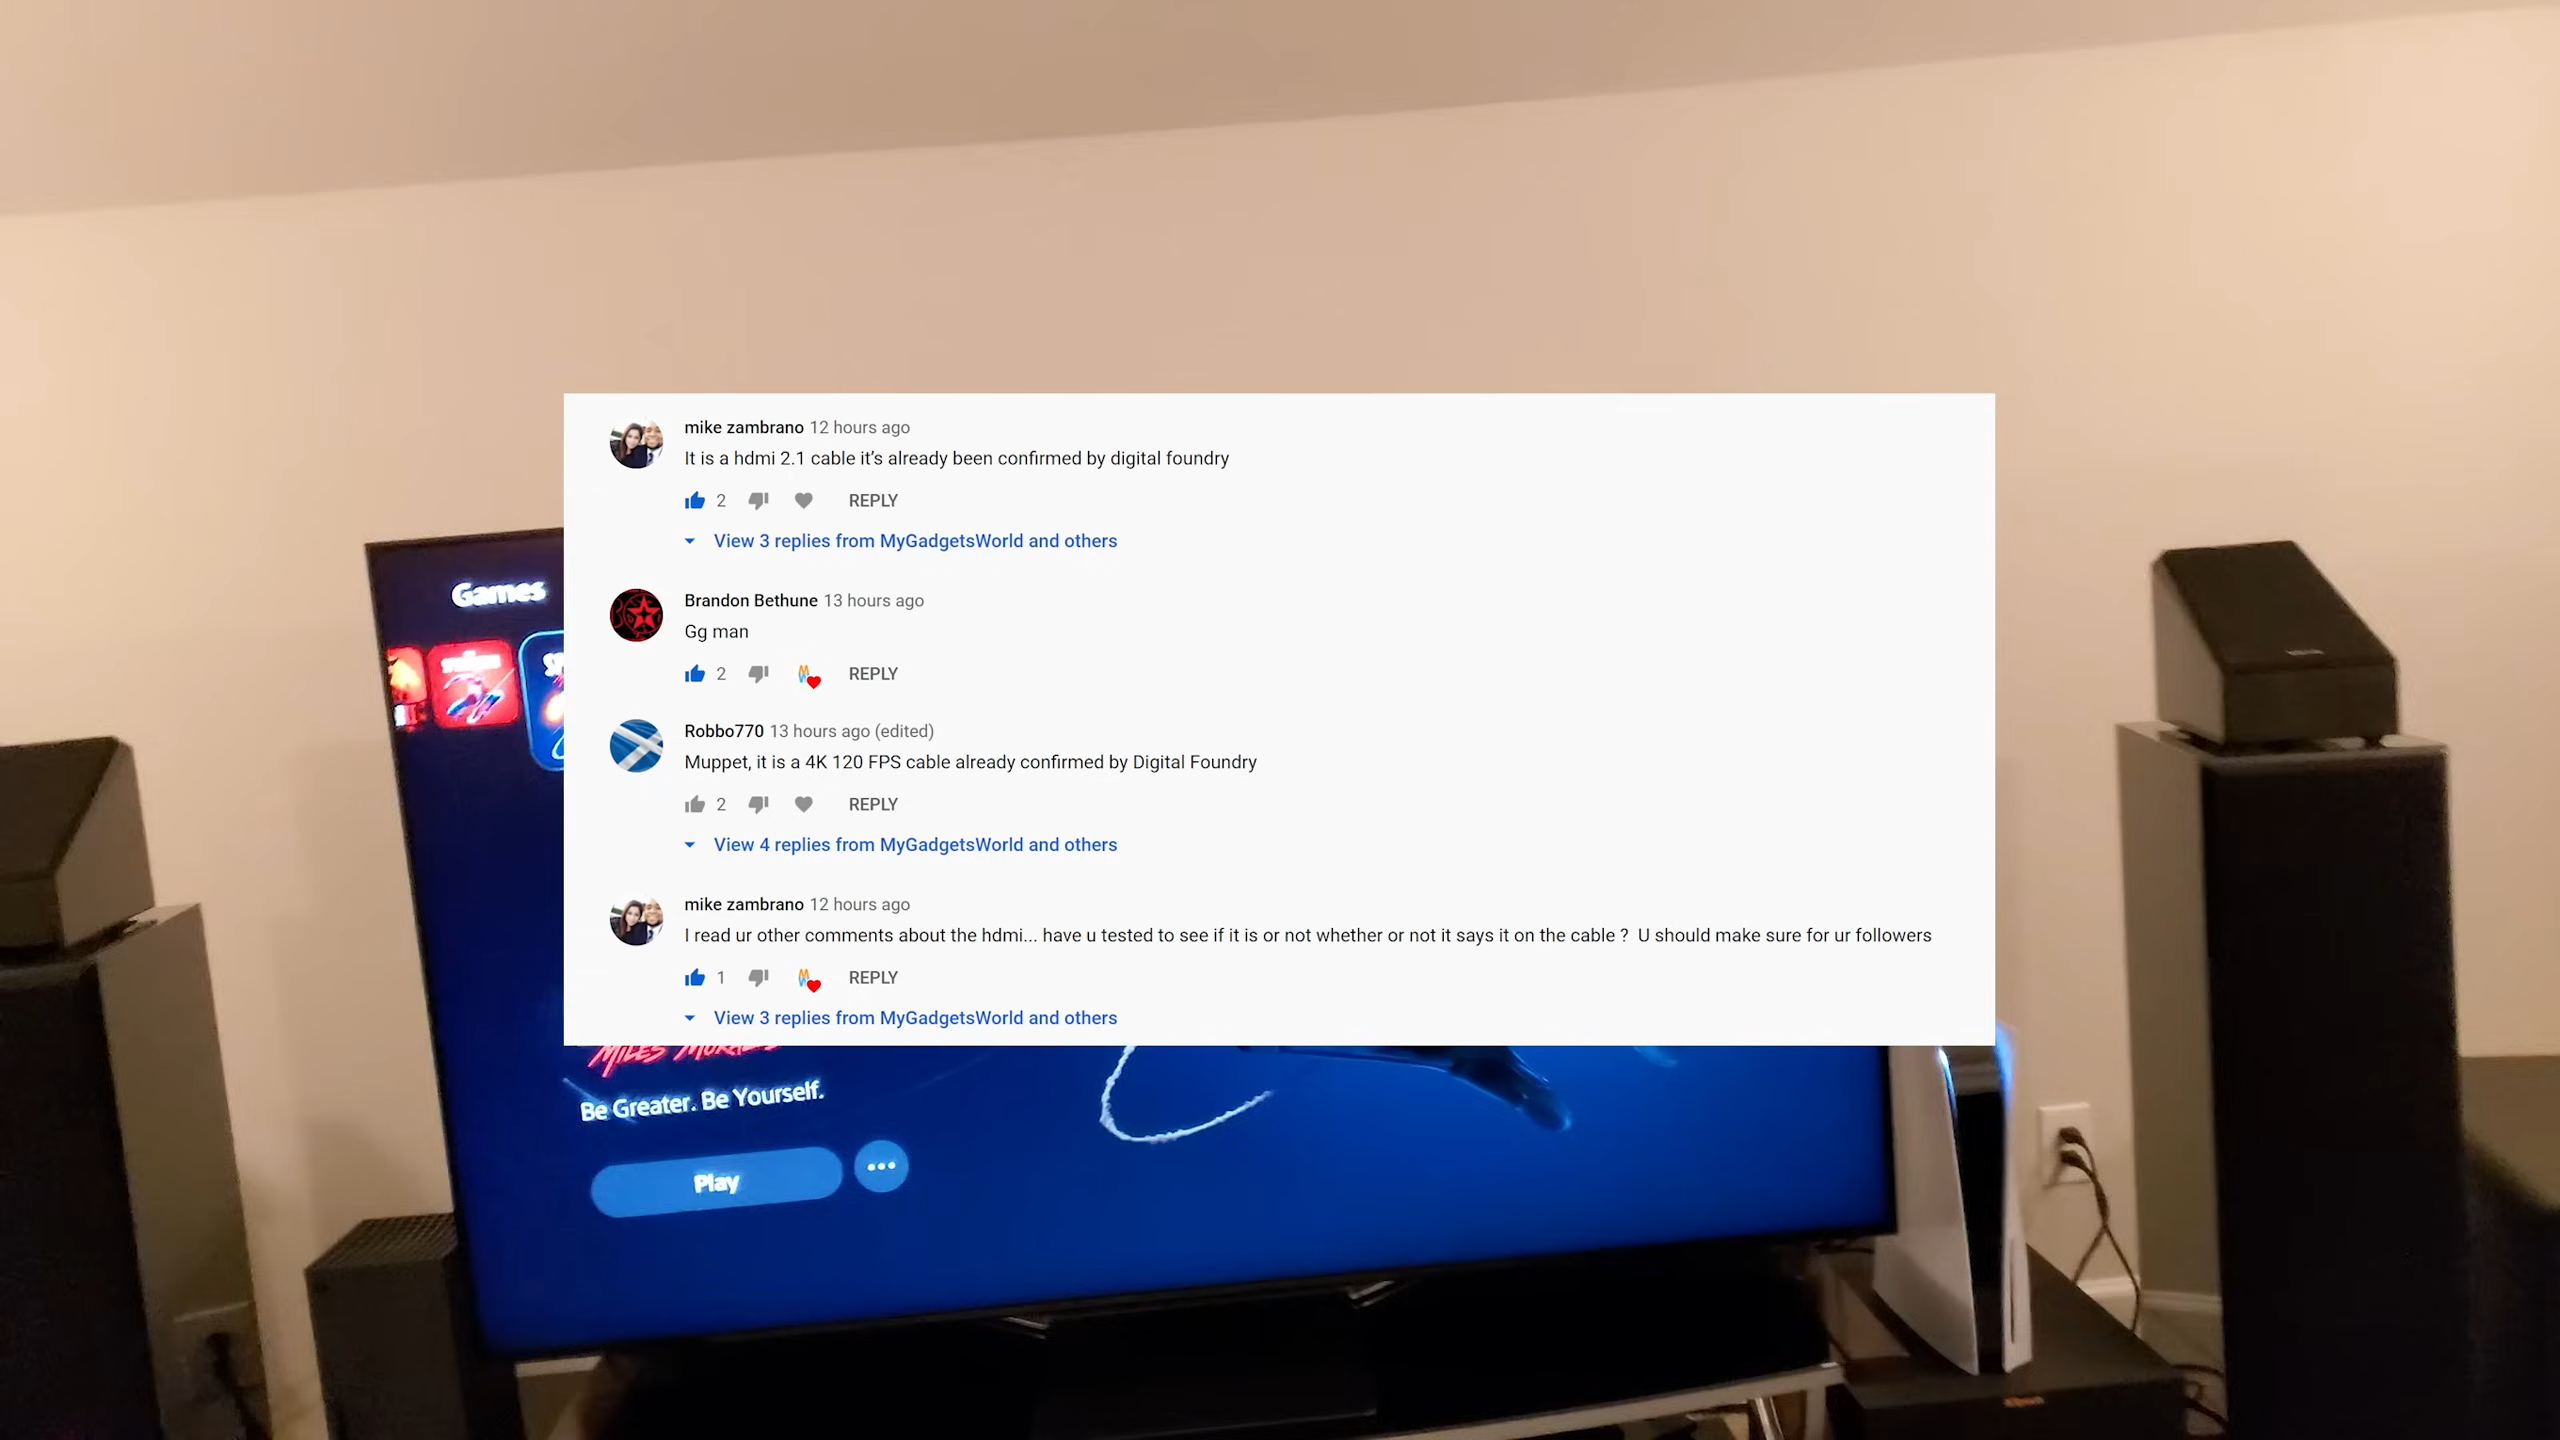 mike zambrano 12 hours ago
It is a hdmi 2.1 cable it’s already been confirmed by digital foundry
2 REPLY
View 3 replies from MyGadgetsWorld and others
Brandon Bethune 13 hours ago
Gg man
2 REPLY
Robbo770 13 hours ago (edited)
Muppet, it is a 4K 120 FPS cable already confirmed by Digital Foundry
2 REPLY
View 4 replies from MyGadgetsWorld and others
mike zambrano 12 hours ago
I read ur other comments about the hdmi... have u tested to see if it is or not whether or not it says it on the cable ? U should make sure for ur followers
1 REPLY
View 3 replies from MyGadgetsWorld and others
Games
Be Greater. Be Yourself.
Play